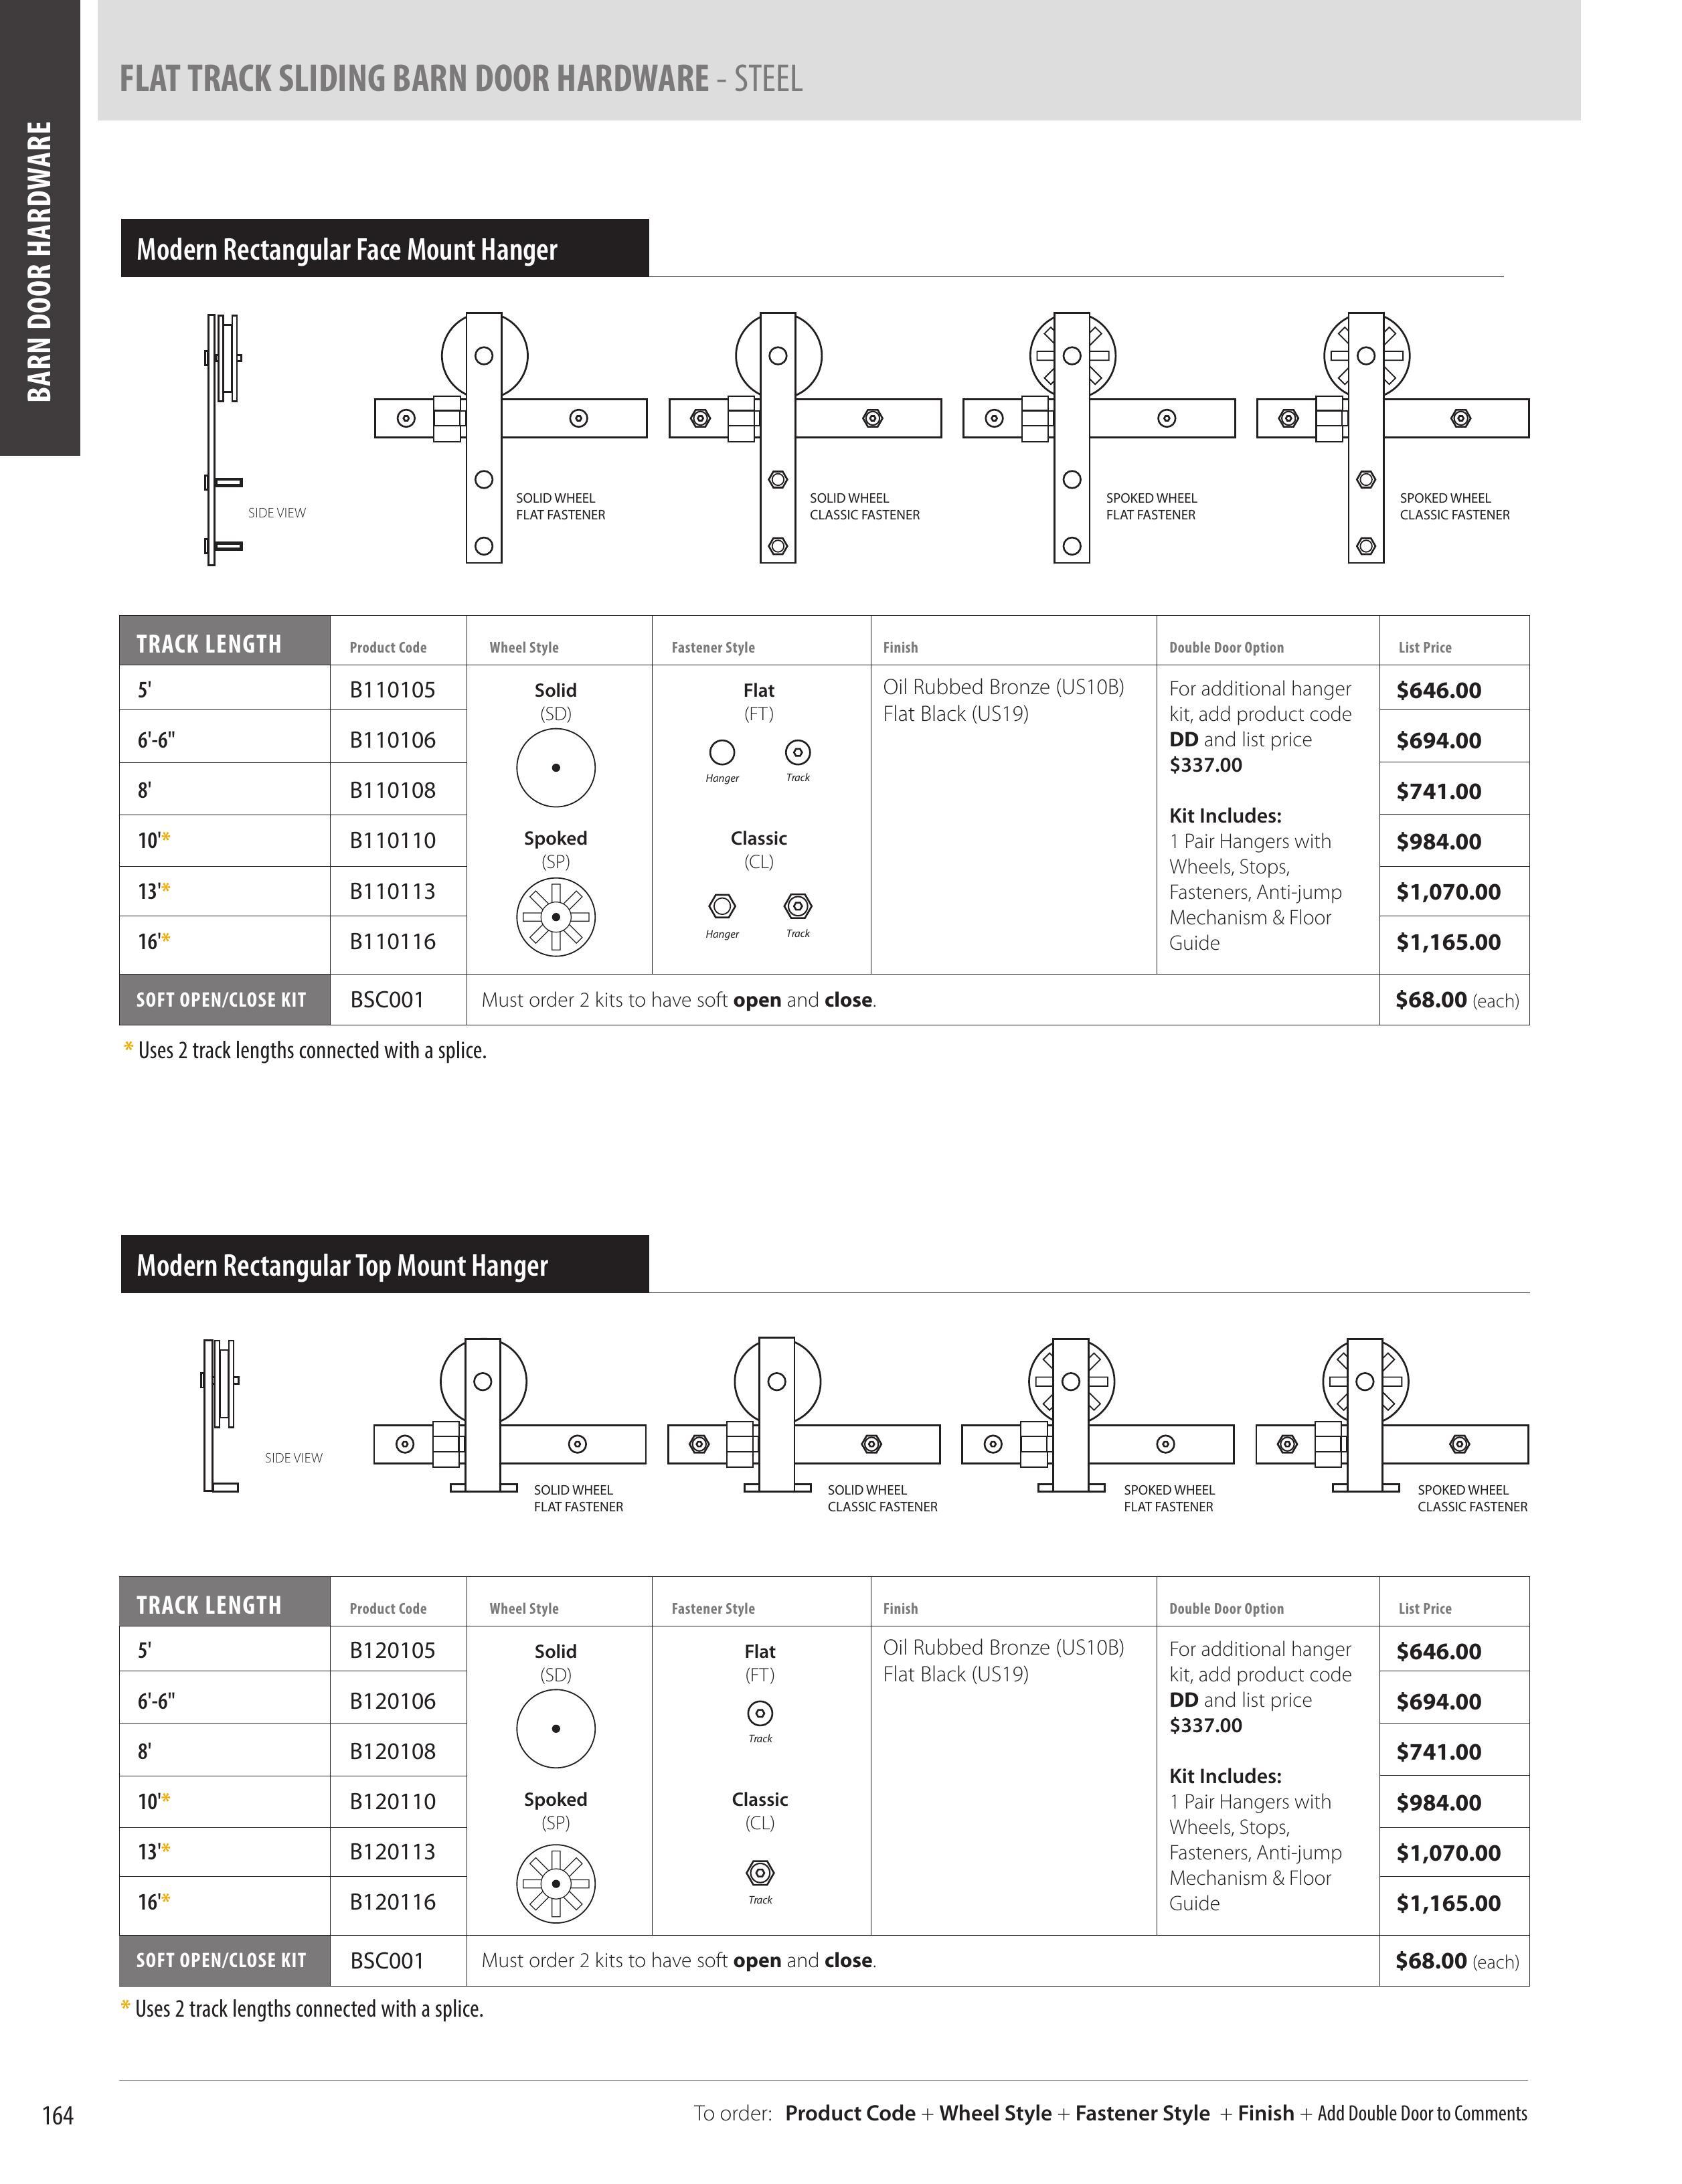 FLAT TRACK SLIDING BARN DOOR HARDWARE - STEEL
BARN DOOR HARDWARE
Modern Rectangular Face Mount Hanger
SIDE VIEW
SOLID WHEEL
FLAT FASTENER
SOLID WHEEL
CLASSIC FASTENER
SPOKED WHEEL
FLAT FASTENER
SPOKED WHEEL
CLASSIC FASTENER
TRACK LENGTH Product Code Wheel Style Fastener Style Finish Double Door Option List Price
5' B110105 $646.00
6'-6" B110106 $694.00
8' B110108 $741.00
10'* B110110 $984.00
13'* B110113 $1,070.00
16'* B110116 $1,165.00
Solid
(SD)
Spoked
(SP)
Flat
(FT)
Hanger Track
Classic
(CL)
Hanger Track
Oil Rubbed Bronze (US10B)
Flat Black (US19)
For additional hanger
kit, add product code
DD and list price
$337.00
Kit Includes:
1 Pair Hangers with
Wheels, Stops,
Fasteners, Anti-jump
Mechanism & Floor
Guide
SOFT OPEN/CLOSE KIT BSC001 Must order 2 kits to have soft open and close. $68.00 (each)
* Uses 2 track lengths connected with a splice.
Modern Rectangular Top Mount Hanger
SIDE VIEW
SOLID WHEEL
FLAT FASTENER
SOLID WHEEL
CLASSIC FASTENER
SPOKED WHEEL
FLAT FASTENER
SPOKED WHEEL
CLASSIC FASTENER
TRACK LENGTH Product Code Wheel Style Fastener Style Finish Double Door Option List Price
5' B120105 $646.00
6'-6" B120106 $694.00
8' B120108 $741.00
10'* B120110 $984.00
13'* B120113 $1,070.00
16'* B120116 $1,165.00
Solid
(SD)
Spoked
(SP)
Flat
(FT)
Track
Classic
(CL)
Track
Oil Rubbed Bronze (US10B)
Flat Black (US19)
For additional hanger
kit, add product code
DD and list price
$337.00
Kit Includes:
1 Pair Hangers with
Wheels, Stops,
Fasteners, Anti-jump
Mechanism & Floor
Guide
SOFT OPEN/CLOSE KIT BSC001 Must order 2 kits to have soft open and close. $68.00 (each)
* Uses 2 track lengths connected with a splice.
164
To order: Product Code + Wheel Style + Fastener Style + Finish + Add Double Door to Comments